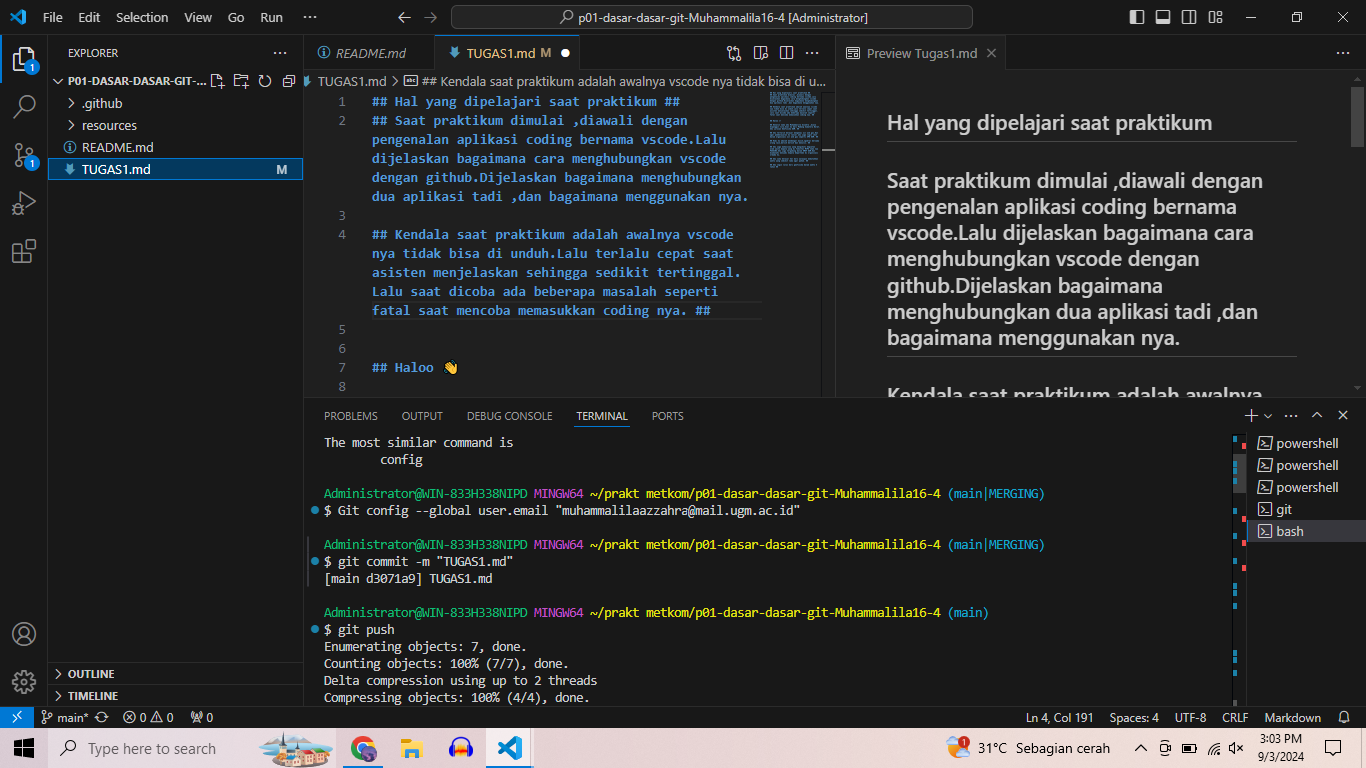 File Edit Selection View Go Run ···
p01-dasar-dasar-git-Muhammalila16-4 [Administrator]
EXPLORER
P01-DASAR-DASAR-GIT-...
.github
resources
README.md
TUGAS1.md M
OUTLINE
TIMELINE
README.md
TUGAS1.md M
TUGAS1.md > ## Kendala saat praktikum adalah awalnya vscode nya tidak bisa di u...
1 ## Hal yang dipelajari saat praktikum ##
2 ## Saat praktikum dimulai ,diawali dengan
pengenalan aplikasi coding bernama vscode.Lalu
dijelaskan bagaimana cara menghubungkan vscode
dengan github.Dijelaskan bagaimana menghubungkan
dua aplikasi tadi ,dan bagaimana menggunakan nya.
3
4 ## Kendala saat praktikum adalah awalnya vscode
nya tidak bisa di unduh.Lalu terlalu cepat saat
asisten menjelaskan sehingga sedikit tertinggal.
Lalu saat dicoba ada beberapa masalah seperti
fatal saat mencoba memasukkan coding nya. ##
5
6
7 ## Haloo 👋
8
Preview Tugas1.md
Hal yang dipelajari saat praktikum
Saat praktikum dimulai ,diawali dengan
pengenalan aplikasi coding bernama
vscode.Lalu dijelaskan bagaimana cara
menghubungkan vscode dengan
github.Dijelaskan bagaimana
menghubungkan dua aplikasi tadi ,dan
bagaimana menggunakan nya.
Kendala saat praktikum adalah awalnya
PROBLEMS OUTPUT DEBUG CONSOLE TERMINAL PORTS
The most similar command is
config
Administrator@WIN-833H338NIPD MINGW64 ~/prakt metkom/p01-dasar-dasar-git-Muhammalila16-4 (main|MERGING)
$ Git config --global user.email "muhammalilaazzahra@mail.ugm.ac.id"
Administrator@WIN-833H338NIPD MINGW64 ~/prakt metkom/p01-dasar-dasar-git-Muhammalila16-4 (main|MERGING)
$ git commit -m "TUGAS1.md"
[main d3071a9] TUGAS1.md
Administrator@WIN-833H338NIPD MINGW64 ~/prakt metkom/p01-dasar-dasar-git-Muhammalila16-4 (main)
$ git push
Enumerating objects: 7, done.
Counting objects: 100% (7/7), done.
Delta compression using up to 2 threads
Compressing objects: 100% (4/4), done.
powershell
powershell
powershell
git
bash
1
1
main* 0 0 0 Ln 4, Col 191 Spaces: 4 UTF-8 CRLF Markdown
Type here to search
1
31°C Sebagian cerah
3:03 PM
9/3/2024